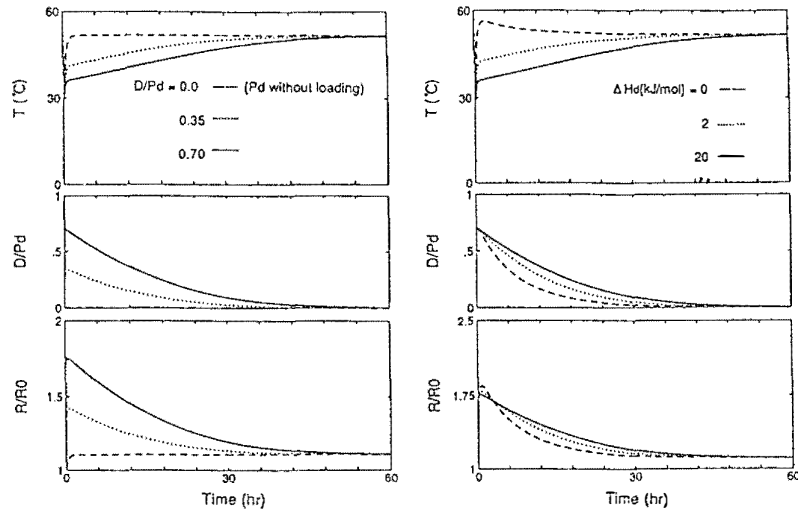 60
T (°C)
30
0
D/Pd = 0.0 (Pd without loading)
0.35
0.70
1
D/Pd
.5
0
2
R/R0
1.5
1
0 30 60
Time (hr)
60
T (°C)
30
0
Δ Hd(kJ/mol) = 0
2
20
1
D/Pd
.5
0
2.5
R/R0
1.75
1
0 30 60
Time (hr)